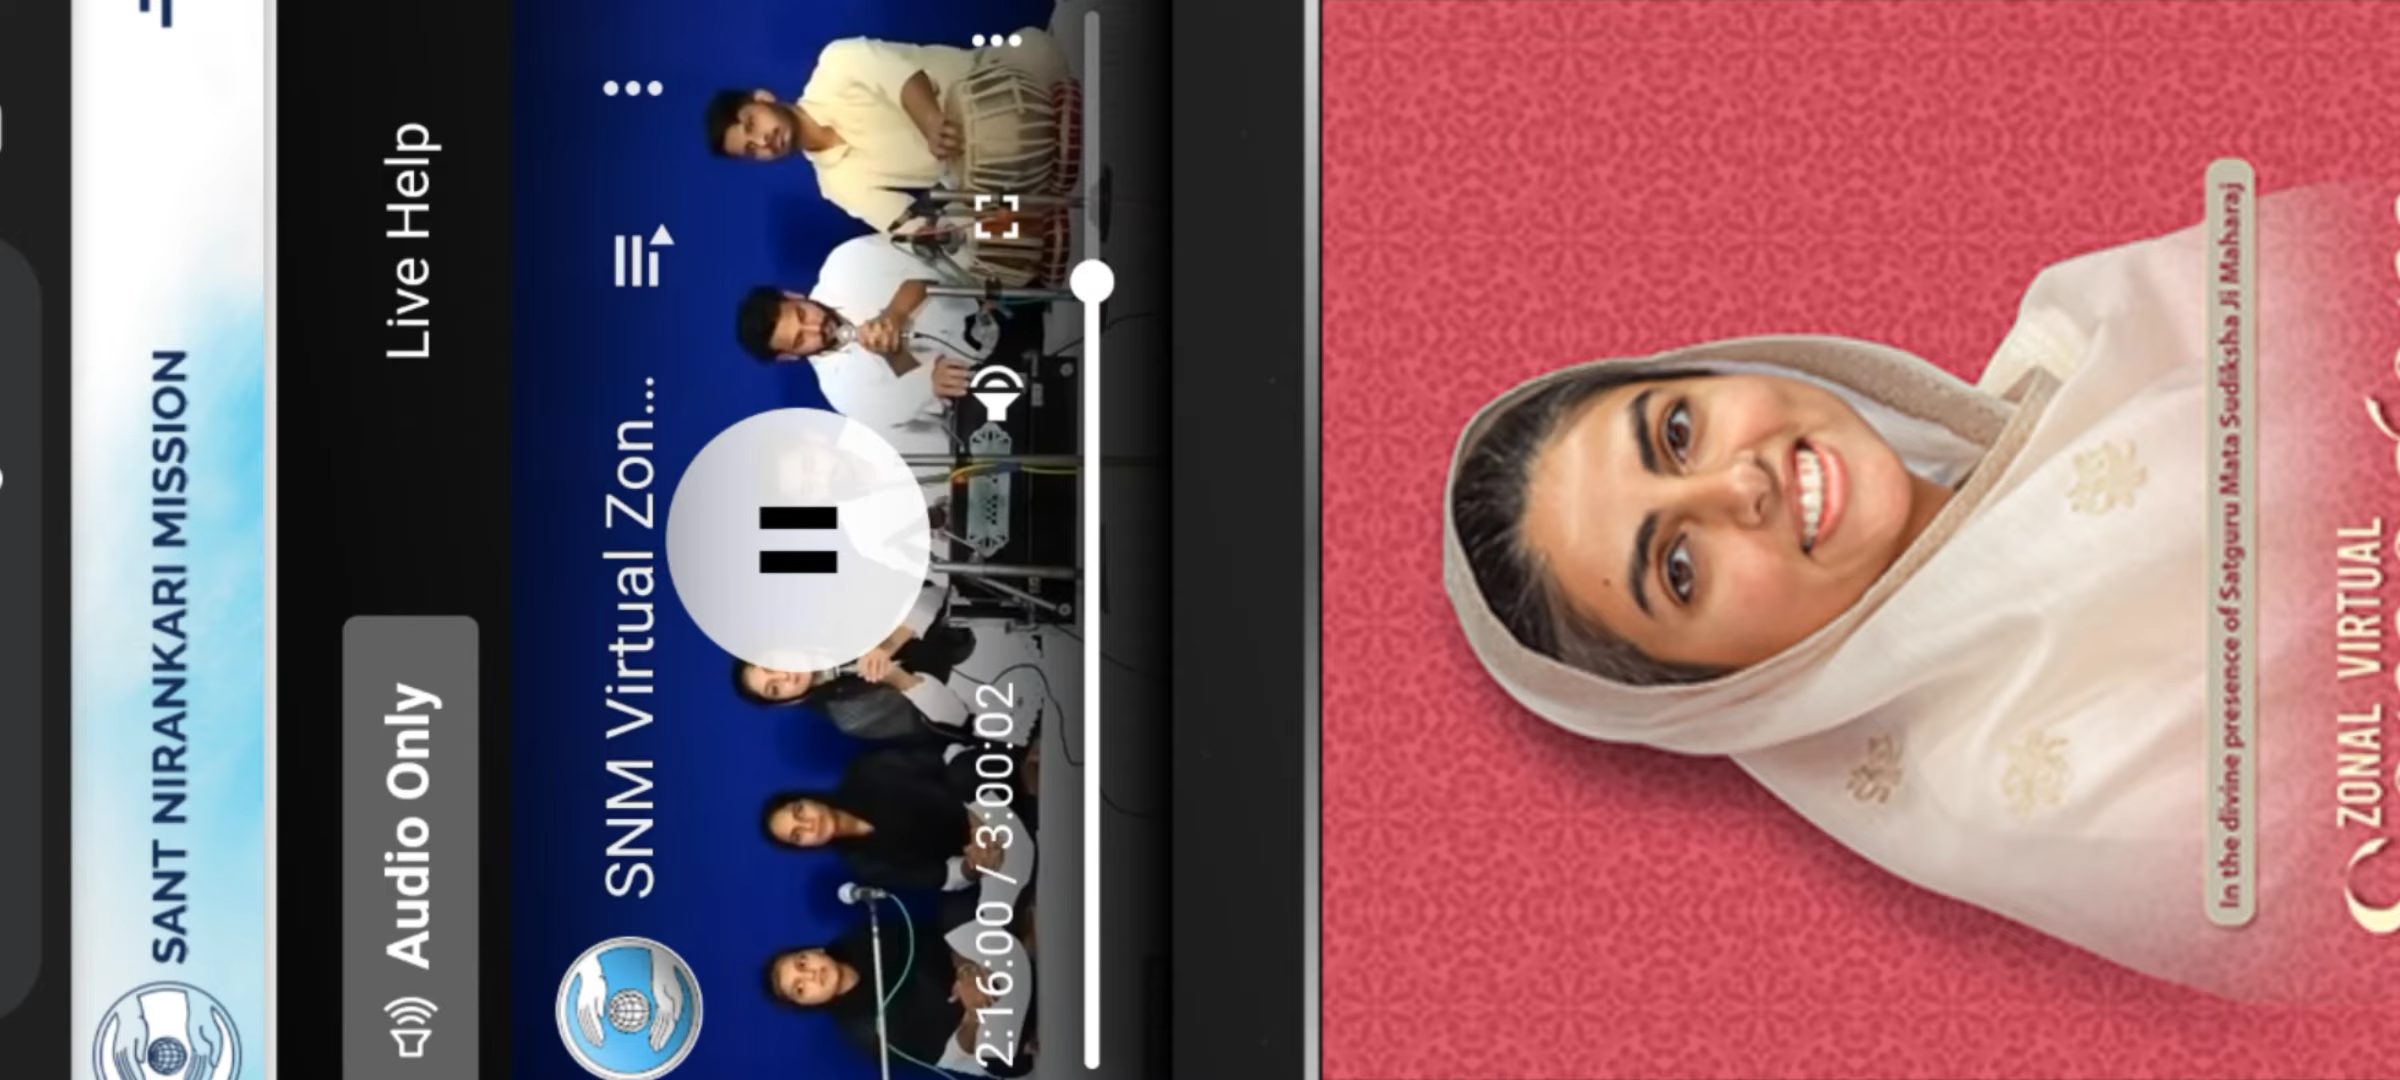 SANT NIRANKARI MISSION
Audio Only
Live Help
SNM Virtual Zon...
2:16:00 / 3:00:02
In the divine presence of Satguru Mata Sudiksha Ji Maharaj
ZONAL VIRTUAL